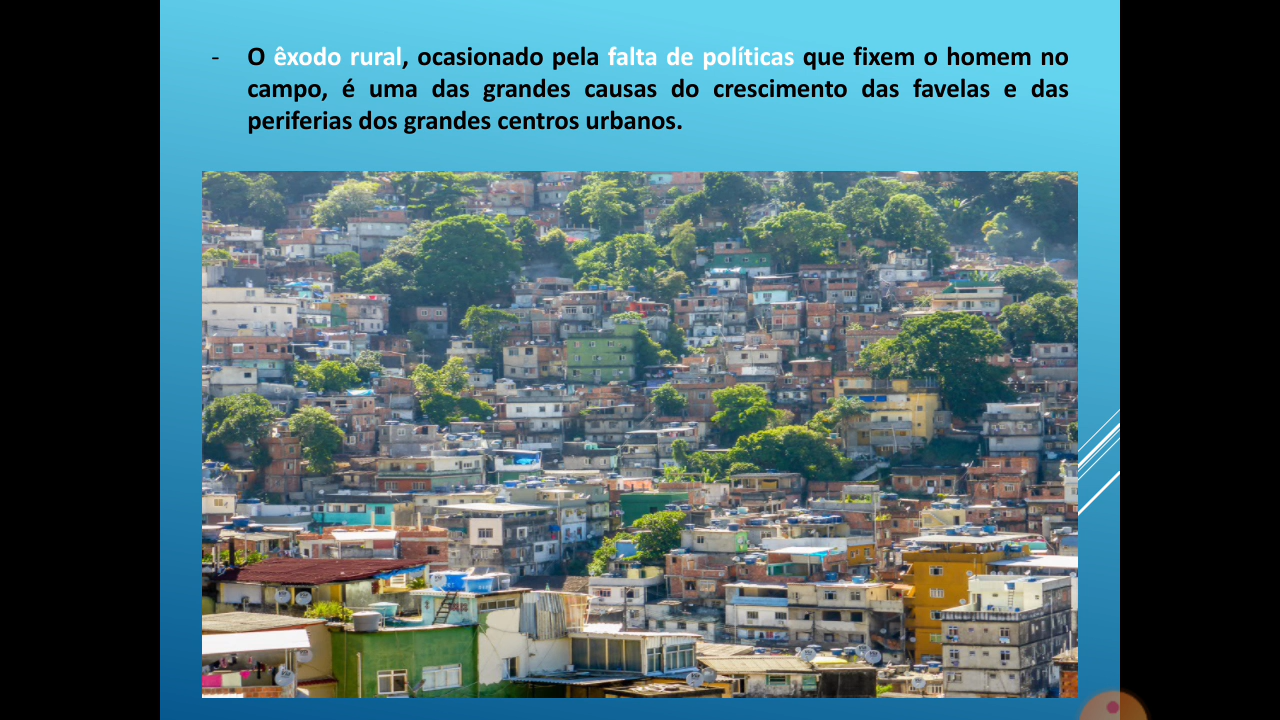 - O êxodo rural, ocasionado pela falta de políticas que fixem o homem no
campo, é uma das grandes causas do crescimento das favelas e das
periferias dos grandes centros urbanos.